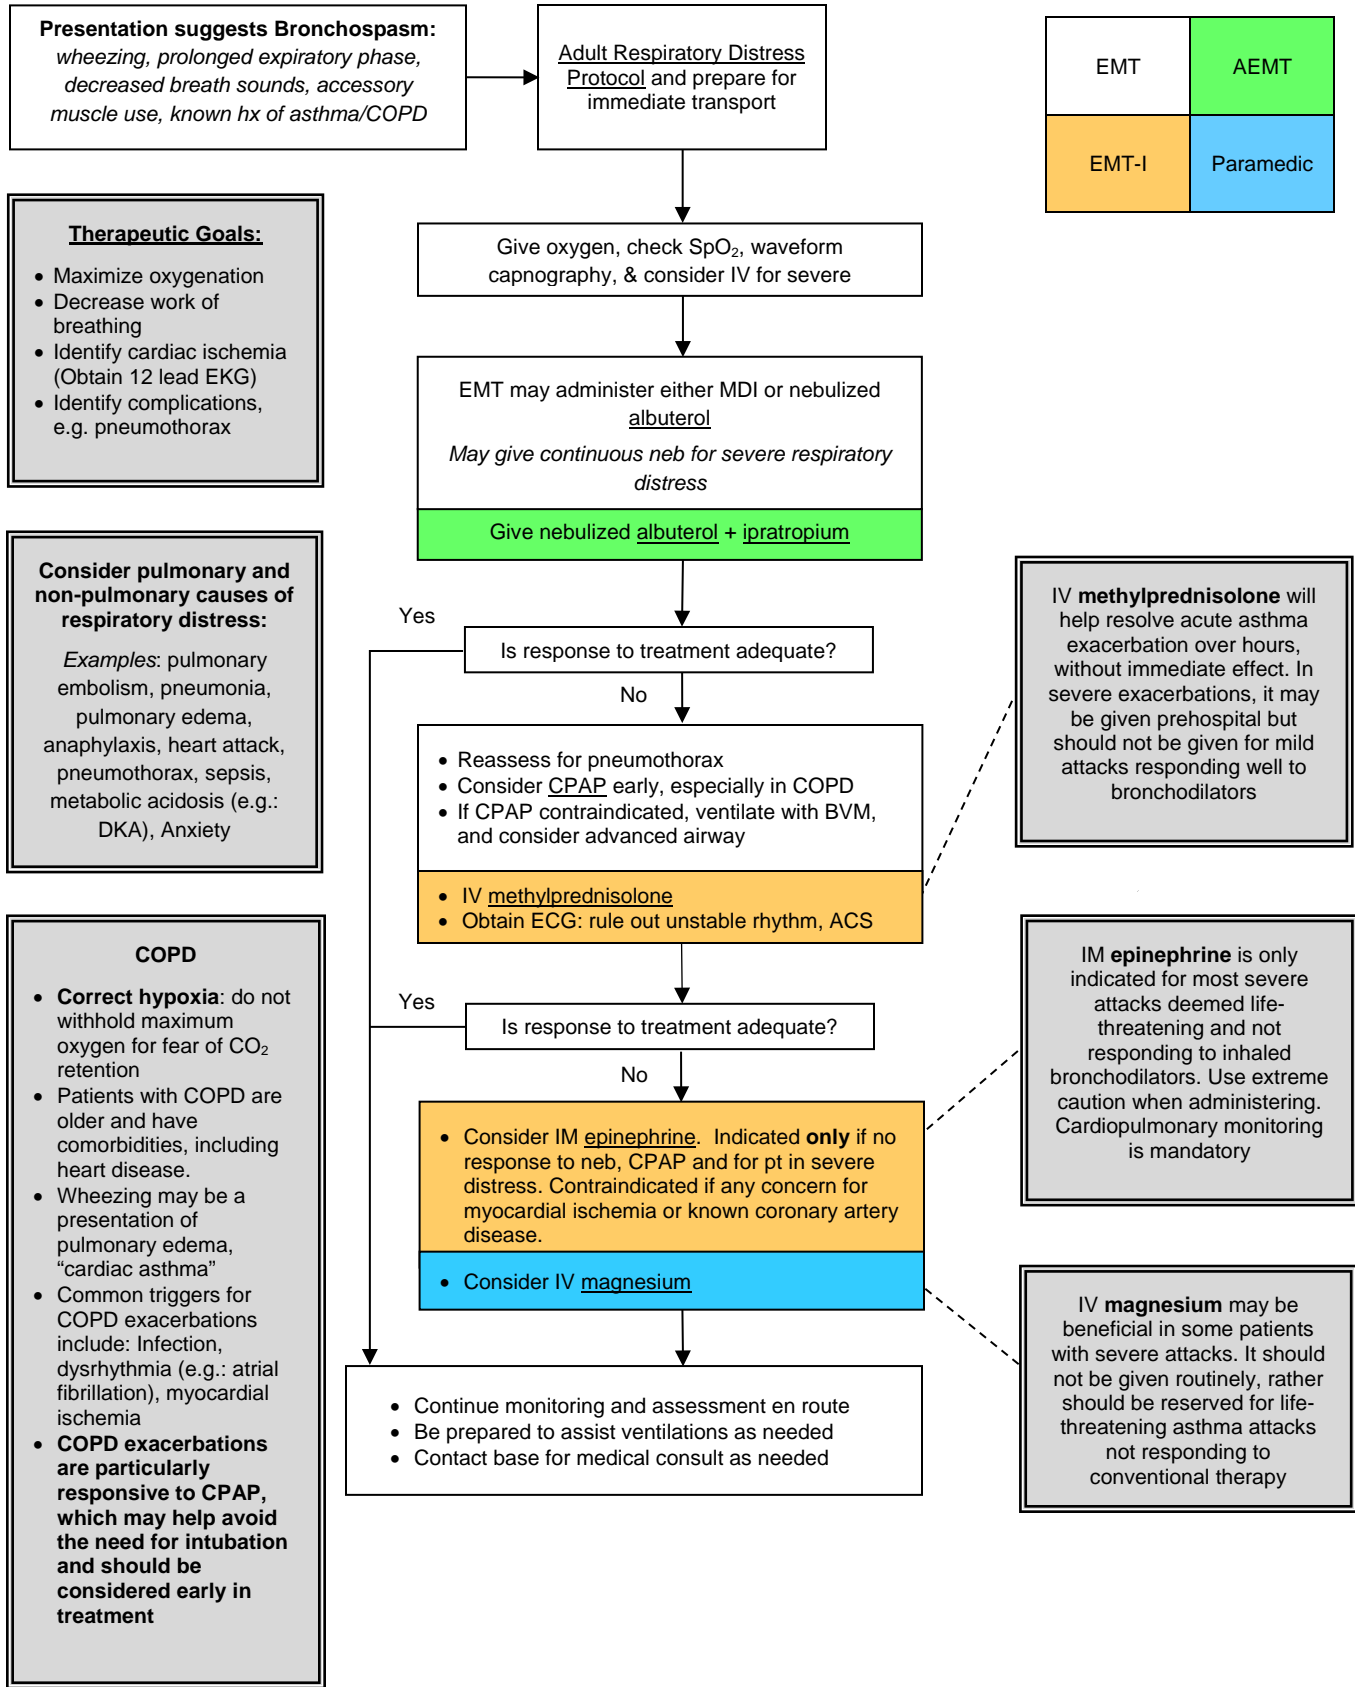 Presentation suggests Bronchospasm:
wheezing, prolonged expiratory phase,
decreased breath sounds, accessory
muscle use, known hx of asthma/COPD
Adult Respiratory Distress
Protocol and prepare for
immediate transport
EMT
AEMT
EMT-I
Paramedic
Therapeutic Goals:
• Maximize oxygenation
• Decrease work of
breathing
• Identify cardiac ischemia
(Obtain 12 lead EKG)
• Identify complications,
e.g. pneumothorax
Give oxygen, check SpO₂, waveform
capnography, & consider IV for severe
EMT may administer either MDI or nebulized
albuterol
May give continuous neb for severe respiratory
distress
Give nebulized albuterol + ipratropium
Consider pulmonary and
non-pulmonary causes of
respiratory distress:
Examples: pulmonary
embolism, pneumonia,
pulmonary edema,
anaphylaxis, heart attack,
pneumothorax, sepsis,
metabolic acidosis (e.g.:
DKA), Anxiety
Yes
Is response to treatment adequate?
No
• Reassess for pneumothorax
• Consider CPAP early, especially in COPD
• If CPAP contraindicated, ventilate with BVM,
and consider advanced airway
• IV methylprednisolone
• Obtain ECG: rule out unstable rhythm, ACS
IV methylprednisolone will
help resolve acute asthma
exacerbation over hours,
without immediate effect. In
severe exacerbations, it may
be given prehospital but
should not be given for mild
attacks responding well to
bronchodilators
COPD
• Correct hypoxia: do not
withhold maximum
oxygen for fear of CO₂
retention
• Patients with COPD are
older and have
comorbidities, including
heart disease.
• Wheezing may be a
presentation of
pulmonary edema,
“cardiac asthma”
• Common triggers for
COPD exacerbations
include: Infection,
dysrhythmia (e.g.: atrial
fibrillation), myocardial
ischemia
• COPD exacerbations
are particularly
responsive to CPAP,
which may help avoid
the need for intubation
and should be
considered early in
treatment
Yes
Is response to treatment adequate?
No
• Consider IM epinephrine. Indicated only if no
response to neb, CPAP and for pt in severe
distress. Contraindicated if any concern for
myocardial ischemia or known coronary artery
disease.
• Consider IV magnesium
IM epinephrine is only
indicated for most severe
attacks deemed life-
threatening and not
responding to inhaled
bronchodilators. Use extreme
caution when administering.
Cardiopulmonary monitoring
is mandatory
IV magnesium may be
beneficial in some patients
with severe attacks. It should
not be given routinely, rather
should be reserved for life-
threatening asthma attacks
not responding to
conventional therapy
• Continue monitoring and assessment en route
• Be prepared to assist ventilations as needed
• Contact base for medical consult as needed